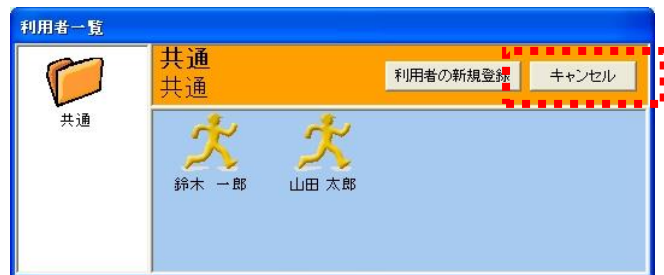 利用者一覧
共通
共通
利用者の新規登録
キャンセル
共通
鈴木 一郎
山田 太郎